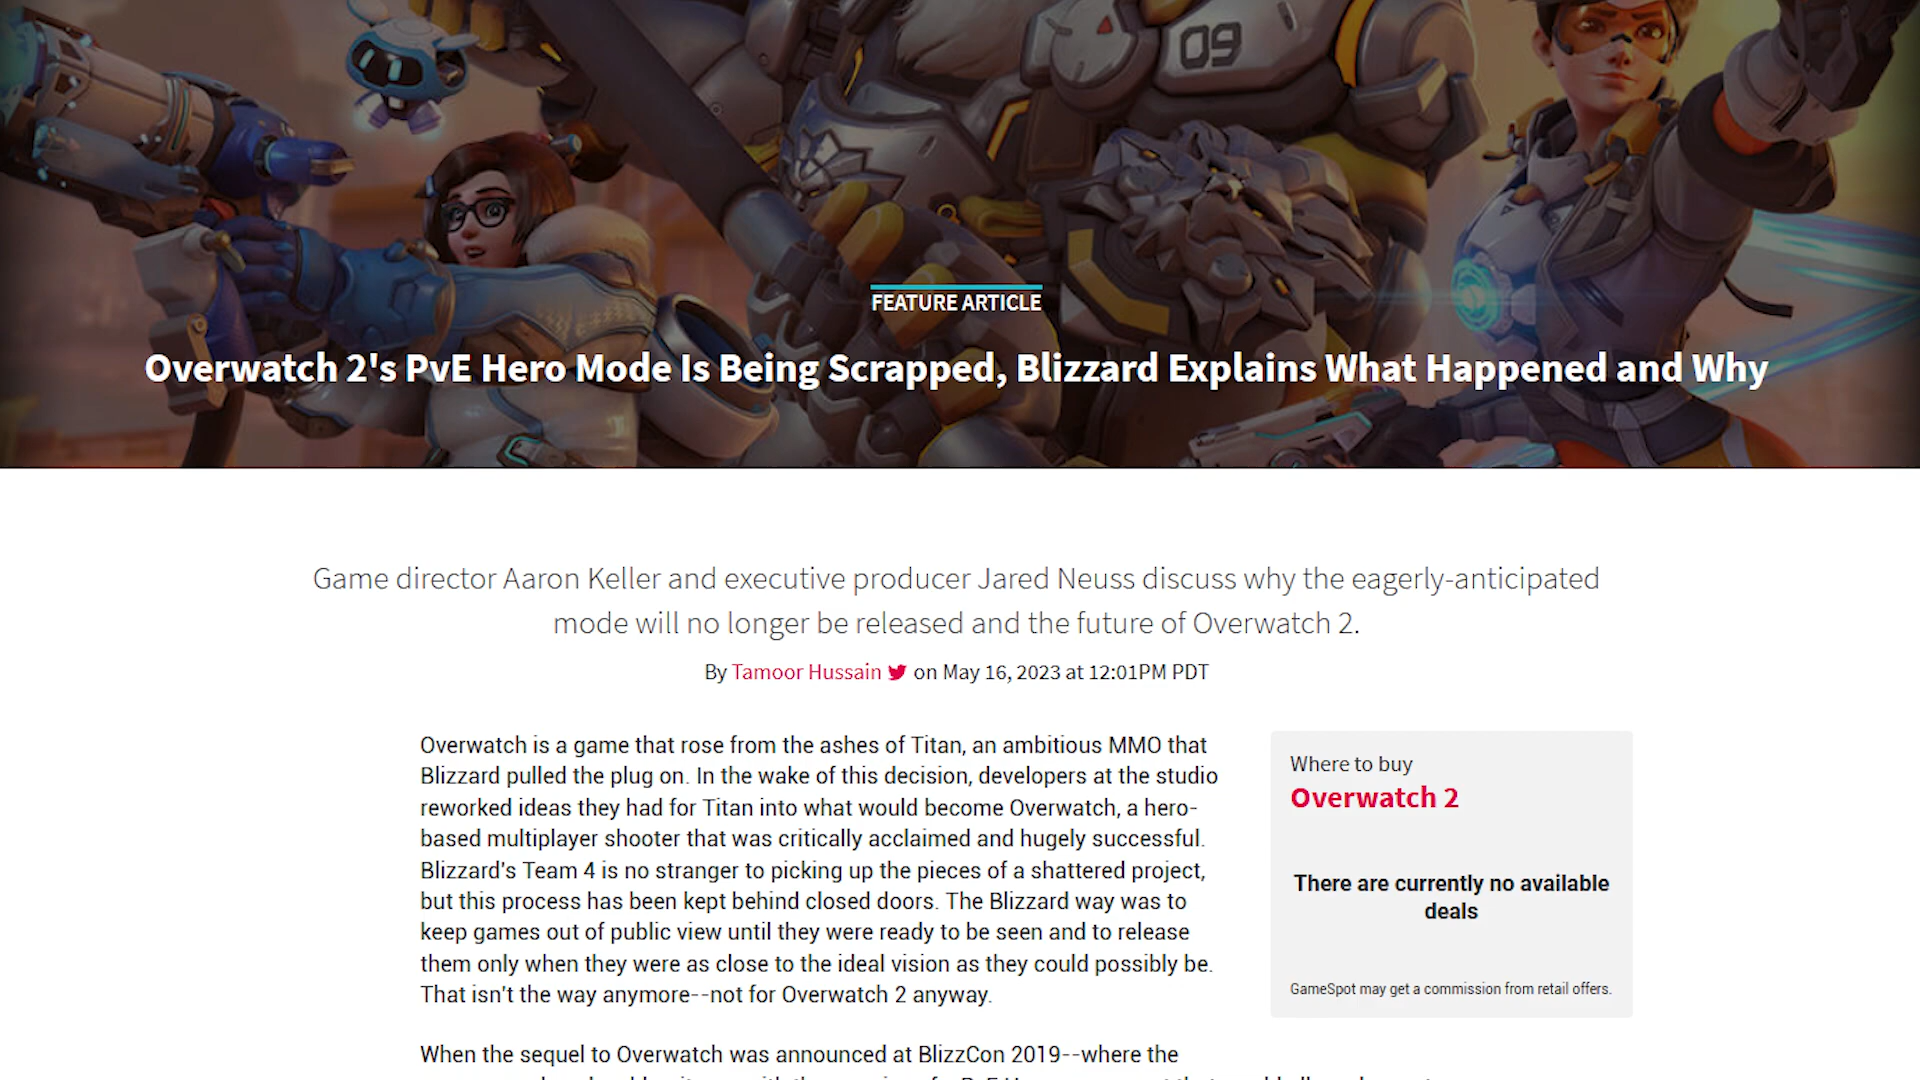 09
FEATURE ARTICLE
Overwatch 2's PvE Hero Mode Is Being Scrapped, Blizzard Explains What Happened and Why
Game director Aaron Keller and executive producer Jared Neuss discuss why the eagerly-anticipated
mode will no longer be released and the future of Overwatch 2.
By Tamoor Hussain on May 16, 2023 at 12:01PM PDT
Overwatch is a game that rose from the ashes of Titan, an ambitious MMO that
Blizzard pulled the plug on. In the wake of this decision, developers at the studio
reworked ideas they had for Titan into what would become Overwatch, a hero-
based multiplayer shooter that was critically acclaimed and hugely successful.
Blizzard's Team 4 is no stranger to picking up the pieces of a shattered project,
but this process has been kept behind closed doors. The Blizzard way was to
keep games out of public view until they were ready to be seen and to release
them only when they were as close to the ideal vision as they could possibly be.
That isn't the way anymore--not for Overwatch 2 anyway.
When the sequel to Overwatch was announced at BlizzCon 2019--where the
Where to buy
Overwatch 2
There are currently no available
deals
GameSpot may get a commission from retail offers.